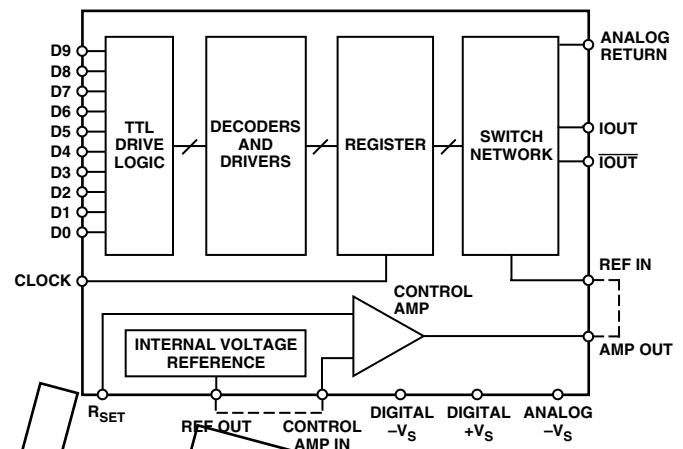 D9
D8
D7
D6
D5
D4
D3
D2
D1
D0
CLOCK
TTL
DRIVE
LOGIC
DECODERS
AND
DRIVERS
REGISTER
SWITCH
NETWORK
ANALOG
RETURN
IOUT
IOUT
REF IN
AMP OUT
CONTROL
AMP
INTERNAL VOLTAGE
REFERENCE
RSET
REF OUT
CONTROL
AMP IN
DIGITAL
–VS
DIGITAL
+VS
ANALOG
–VS